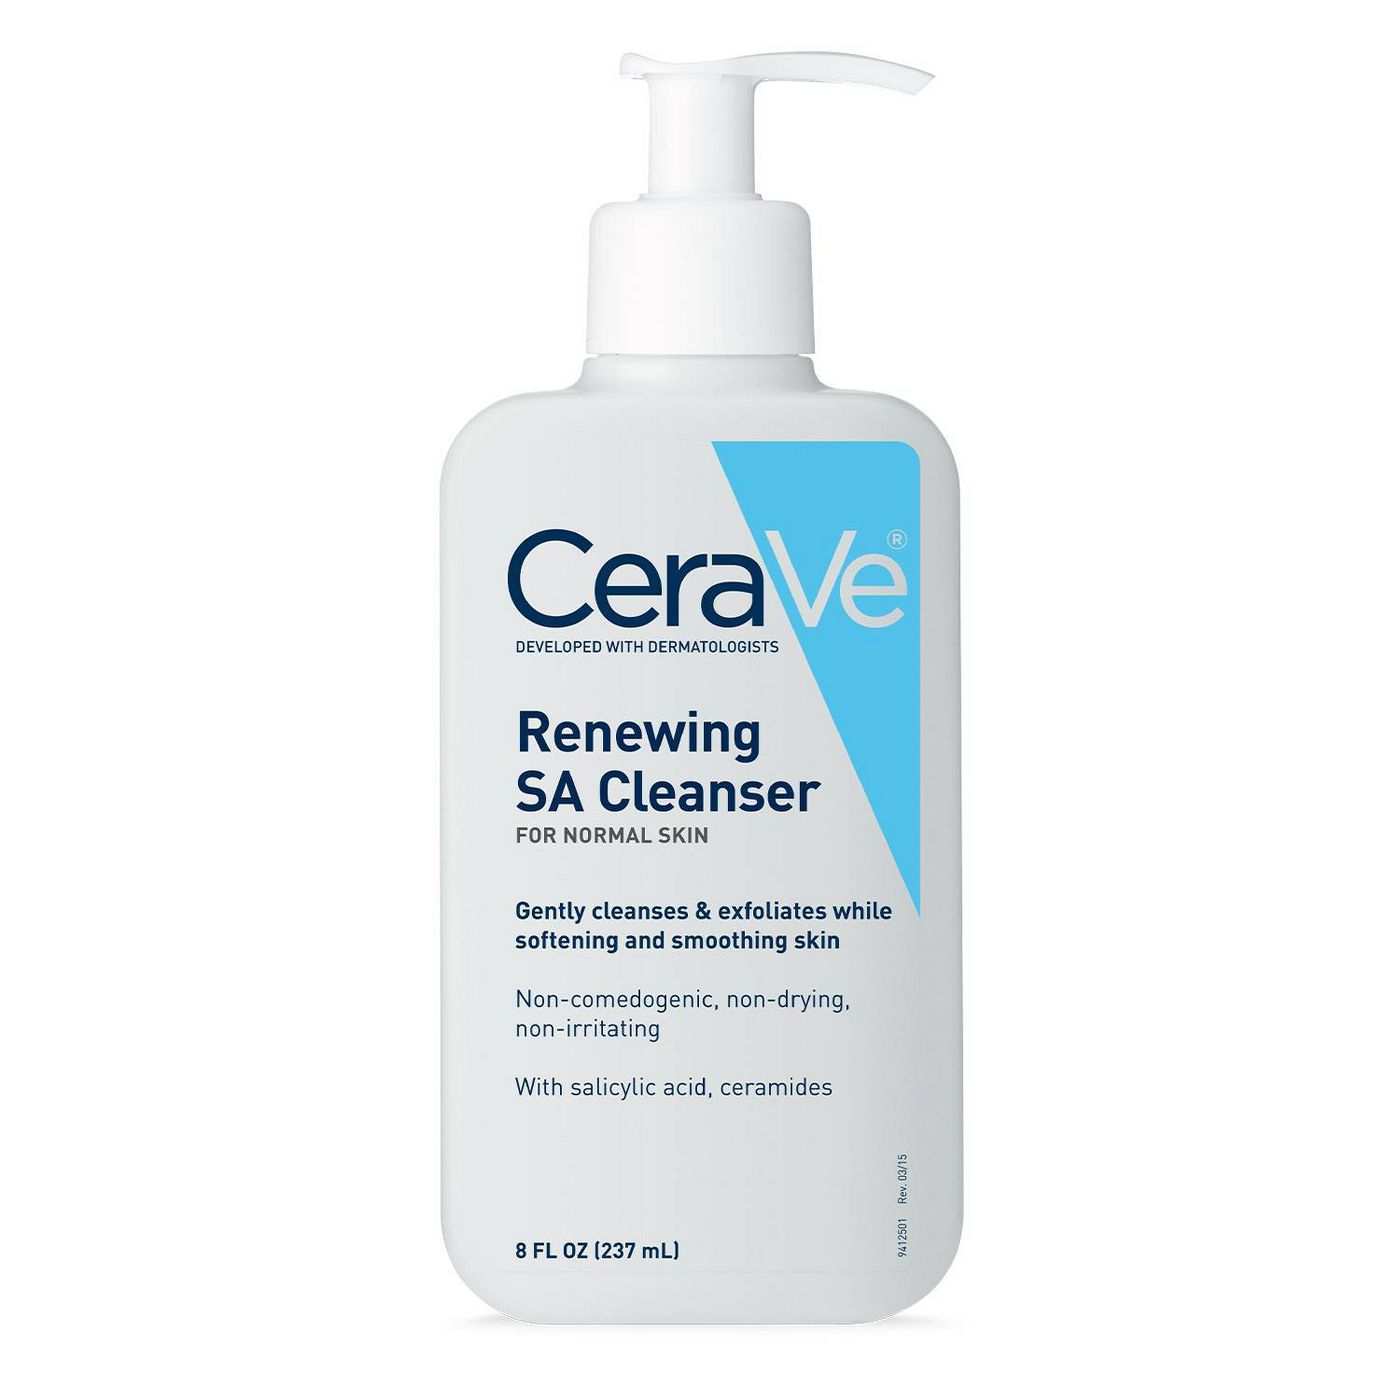 CeraVe®
DEVELOPED WITH DERMATOLOGISTS
Renewing
SA Cleanser
FOR NORMAL SKIN
Gently cleanses & exfoliates while
softening and smoothing skin
Non-comedogenic, non-drying,
non-irritating
With salicylic acid, ceramides
8 FL OZ (237 mL)
9412501 Rev. 03/15